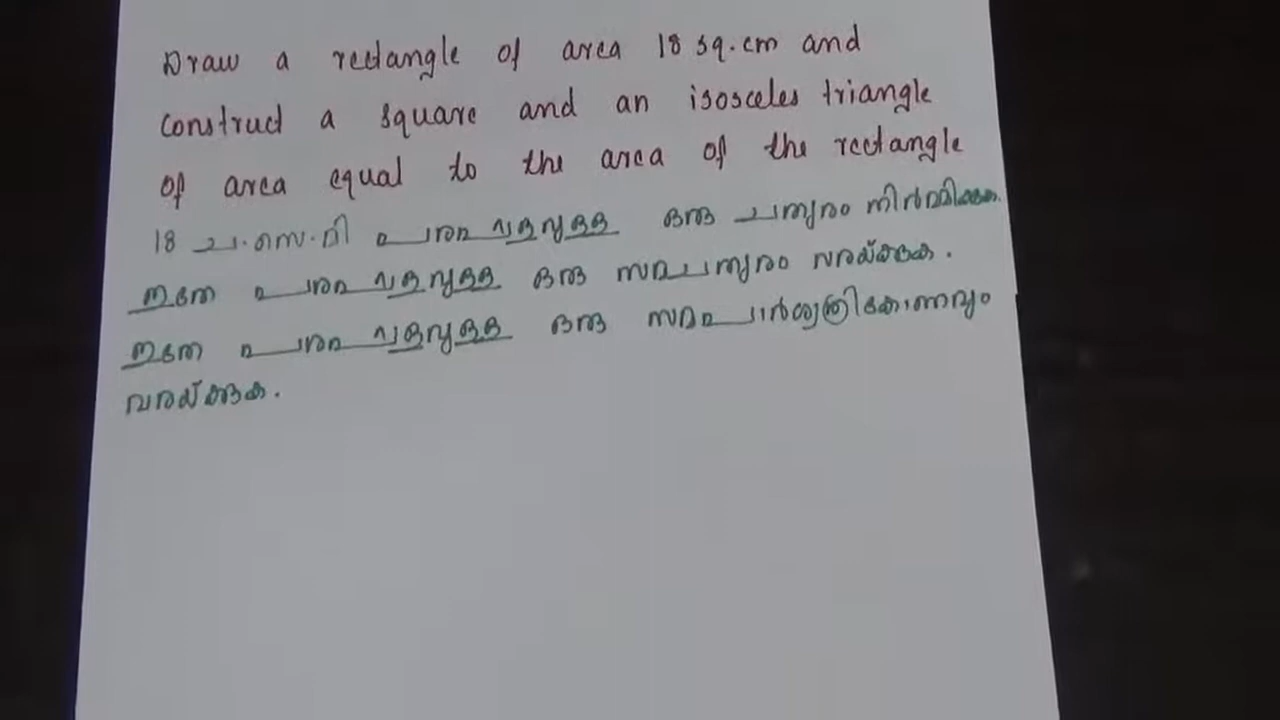 Draw a rectangle of area 18 sq.cm and
construct a square and an isosceles triangle
of area equal to the area of the rectangle
18 ച.സെ.മീ പരപ്പളവുള്ള ഒരു ചതുരം നിർമ്മിക്കുക.
ഇതേ പരപ്പളവുള്ള ഒരു സമചതുരം വരയ്ക്കുക.
ഇതേ പരപ്പളവുള്ള ഒരു സമപാർശ്വത്രികോണവും
വരയ്ക്കുക.